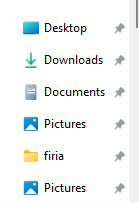 Desktop
Downloads
Documents
Pictures
firia
Pictures